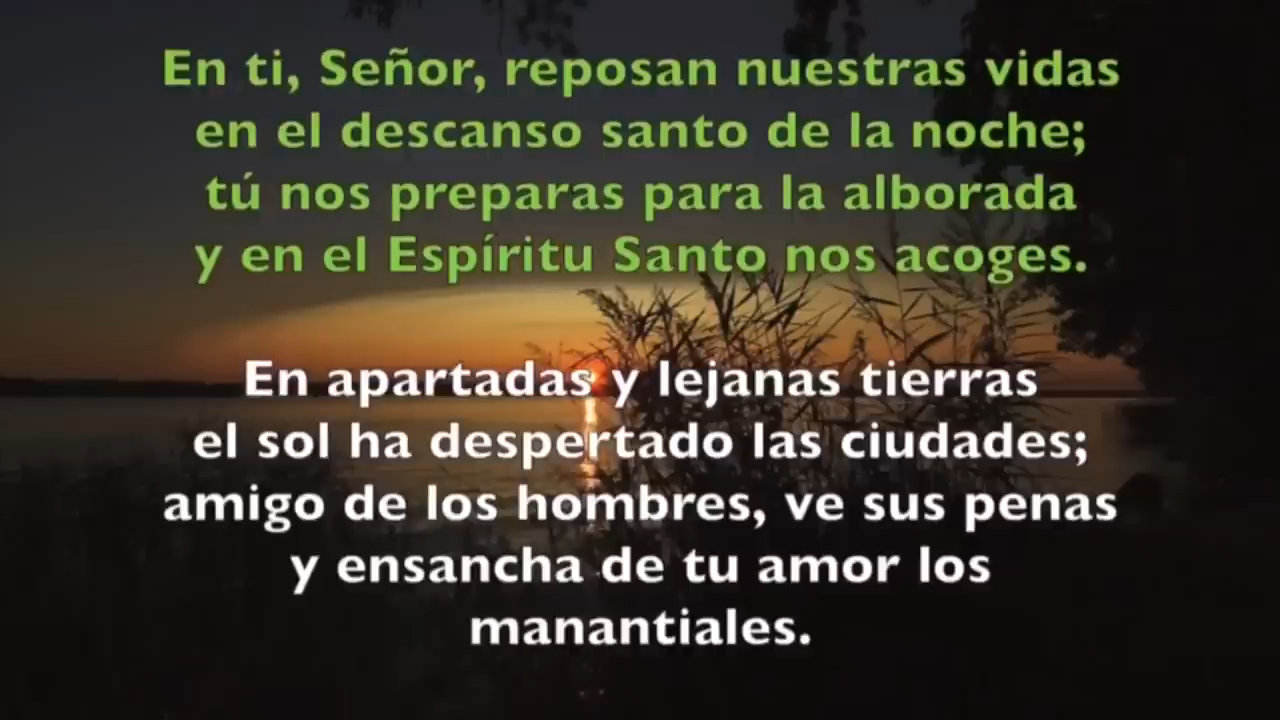 En ti, Señor, reposan nuestras vidas
en el descanso santo de la noche;
tú nos preparas para la alborada
y en el Espíritu Santo nos acoges.
En apartadas y lejanas tierras
el sol ha despertado las ciudades;
amigo de los hombres, ve sus penas
y ensancha de tu amor los
manantiales.